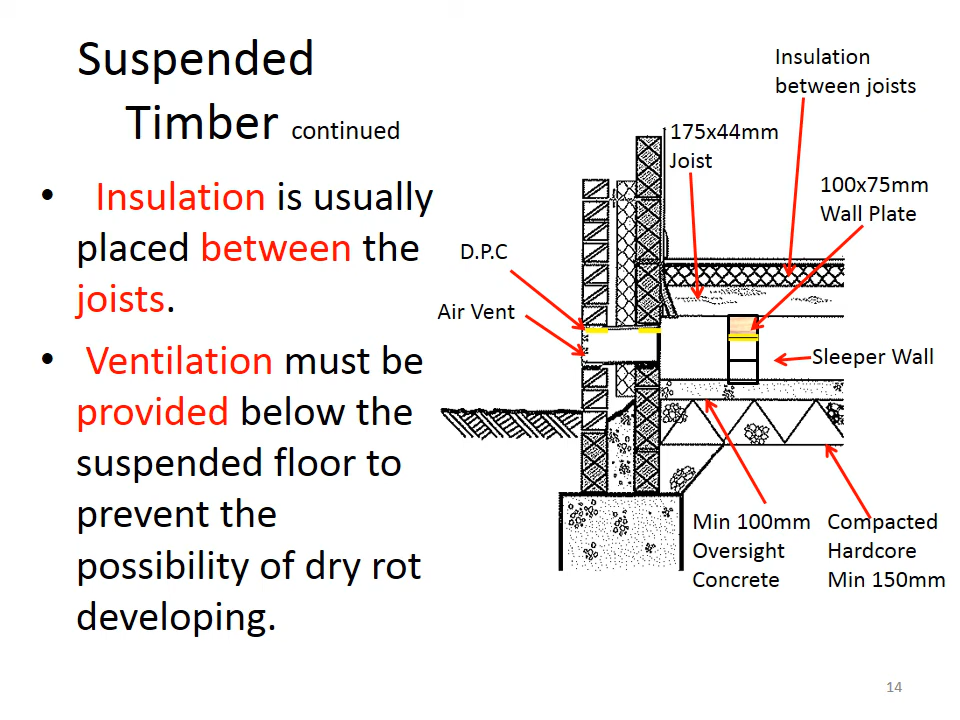 Suspended
Timber continued
• Insulation is usually
placed between the
joists.
• Ventilation must be
provided below the
suspended floor to
prevent the
possibility of dry rot
developing.
Insulation
between joists
175x44mm
Joist
100x75mm
Wall Plate
D.P.C
Air Vent
Sleeper Wall
Min 100mm
Oversight
Concrete
Compacted
Hardcore
Min 150mm
14